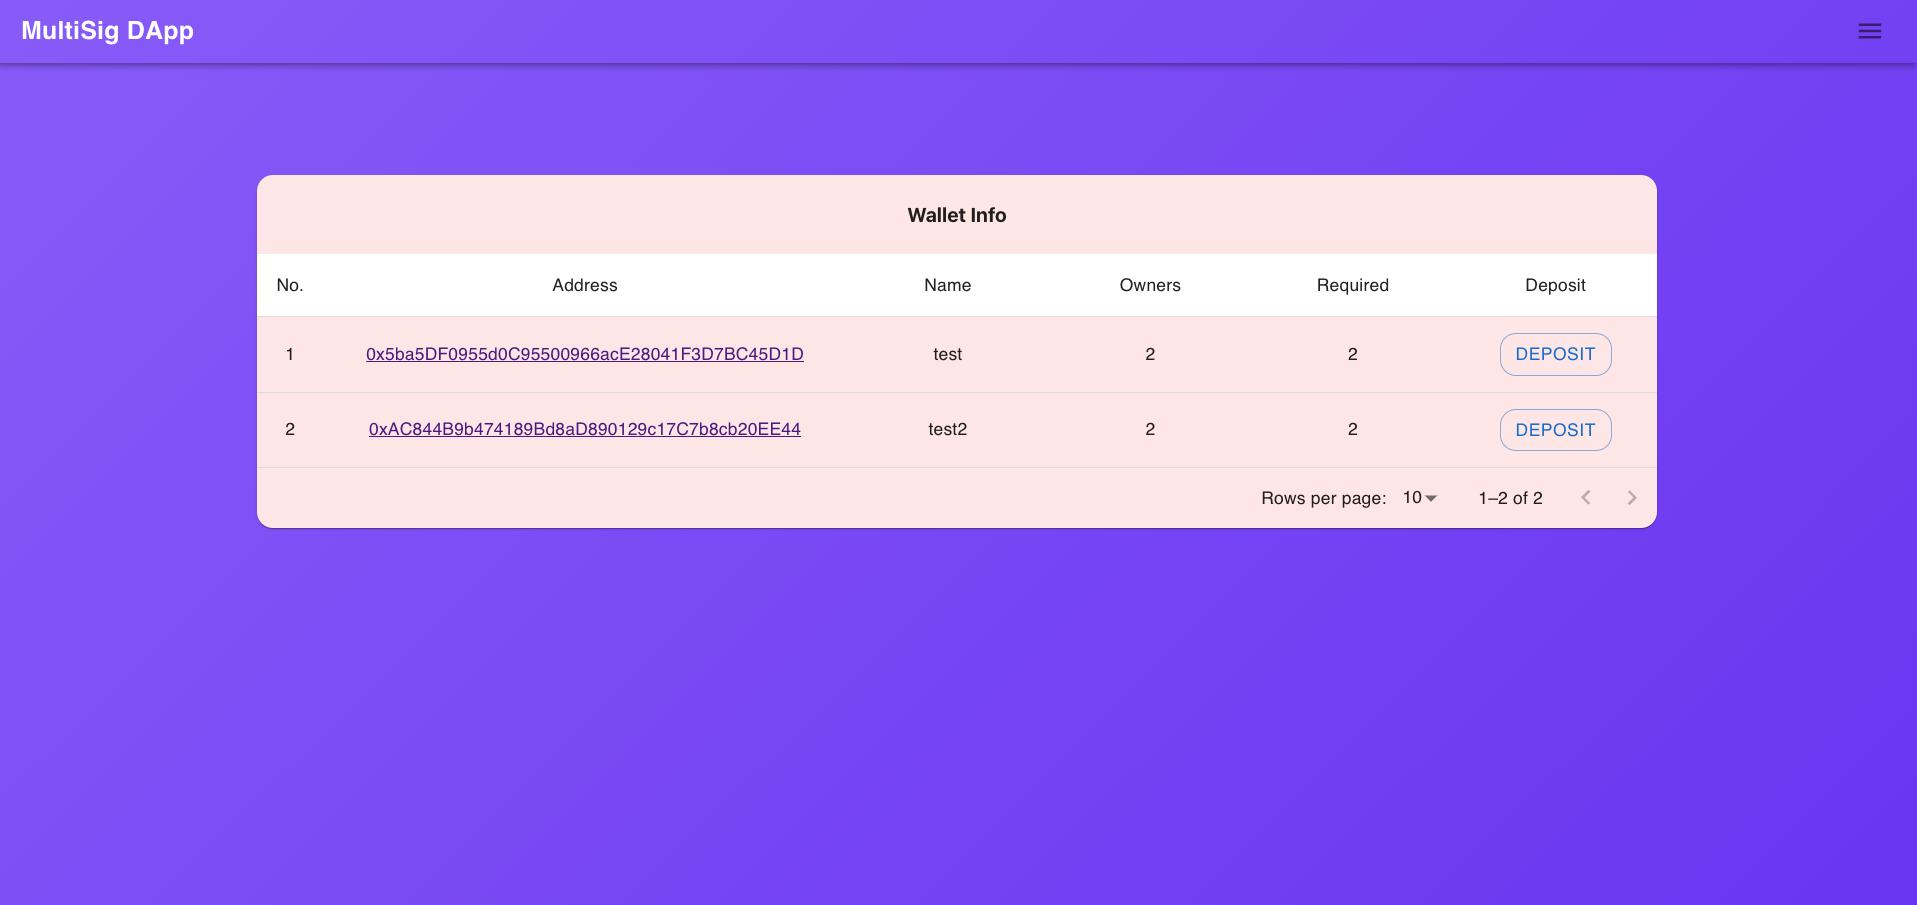 MultiSig DApp
Wallet Info
No. Address Name Owners Required Deposit
1 0x5ba5DF0955d0C95500966acE28041F3D7BC45D1D test 2 2 DEPOSIT
2 0xAC844B9b474189Bd8aD890129c17C7b8cb20EE44 test2 2 2 DEPOSIT
Rows per page: 10 1–2 of 2